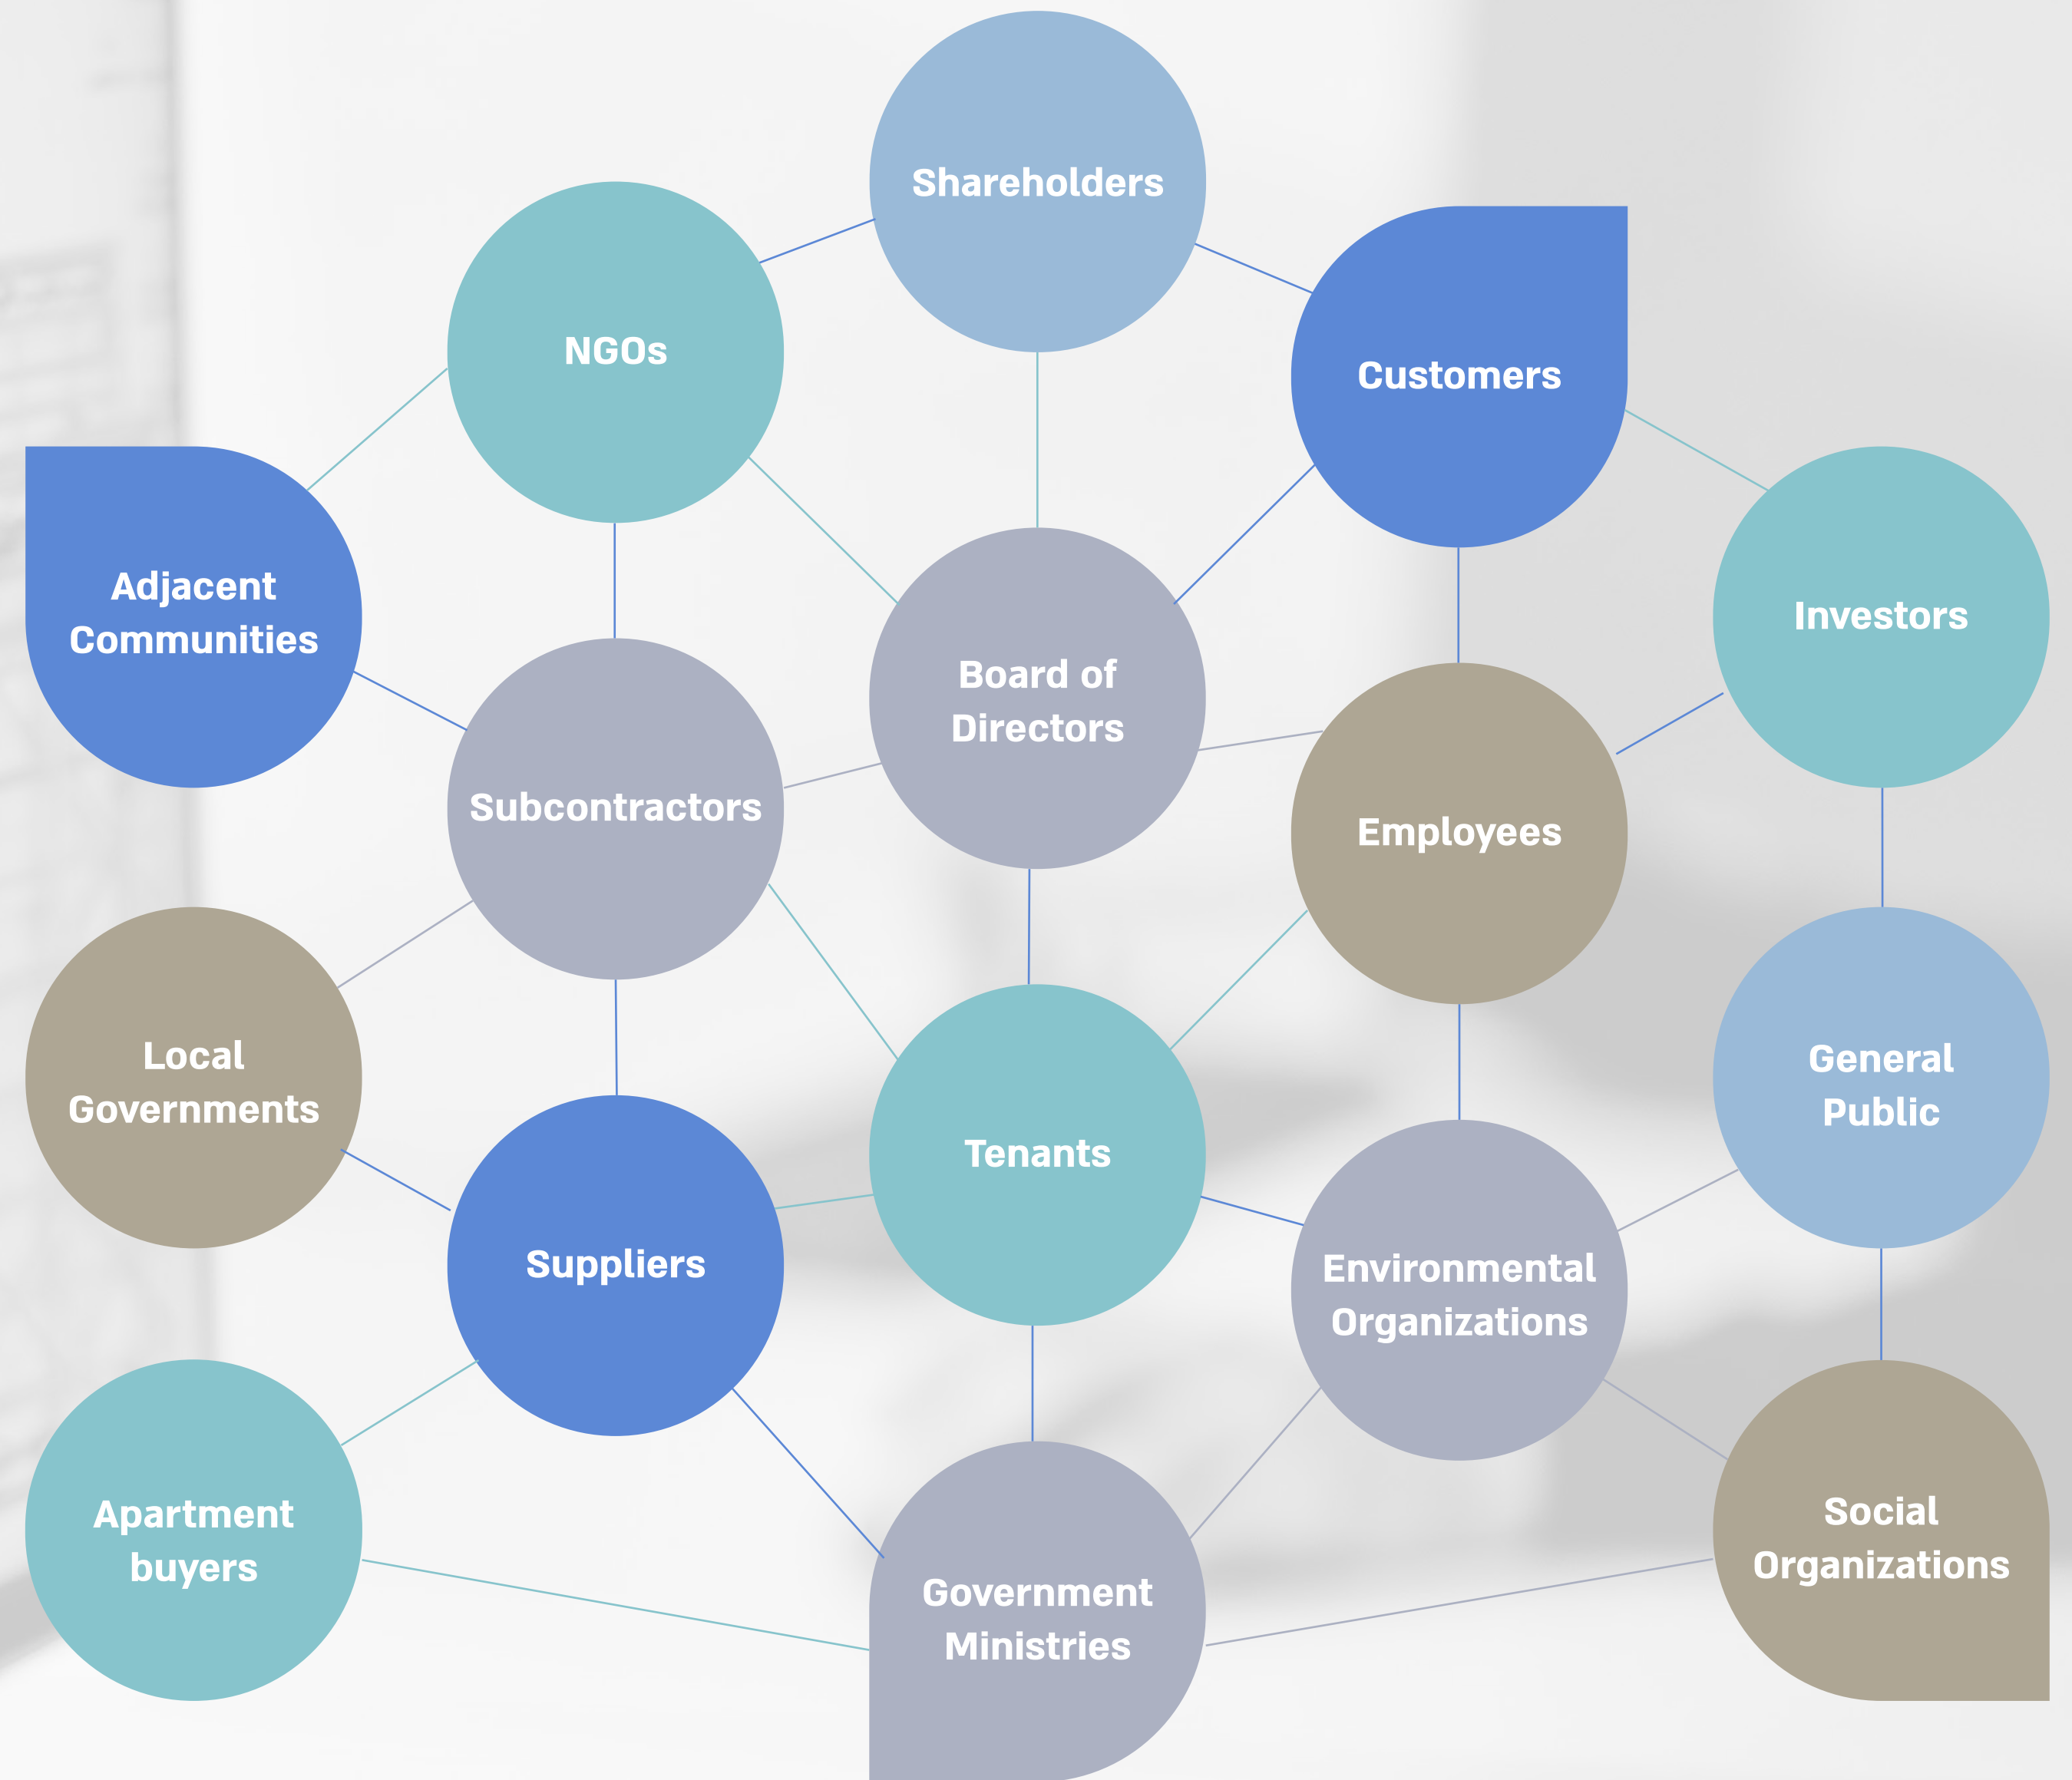 Shareholders
NGOs
Customers
Adjacent
Communities
Investors
Board of
Directors
Subcontractors
Employees
Local
Governments
General
Public
Tenants
Suppliers
Environmental
Organizations
Apartment
buyers
Social
Organizations
Government
Ministries